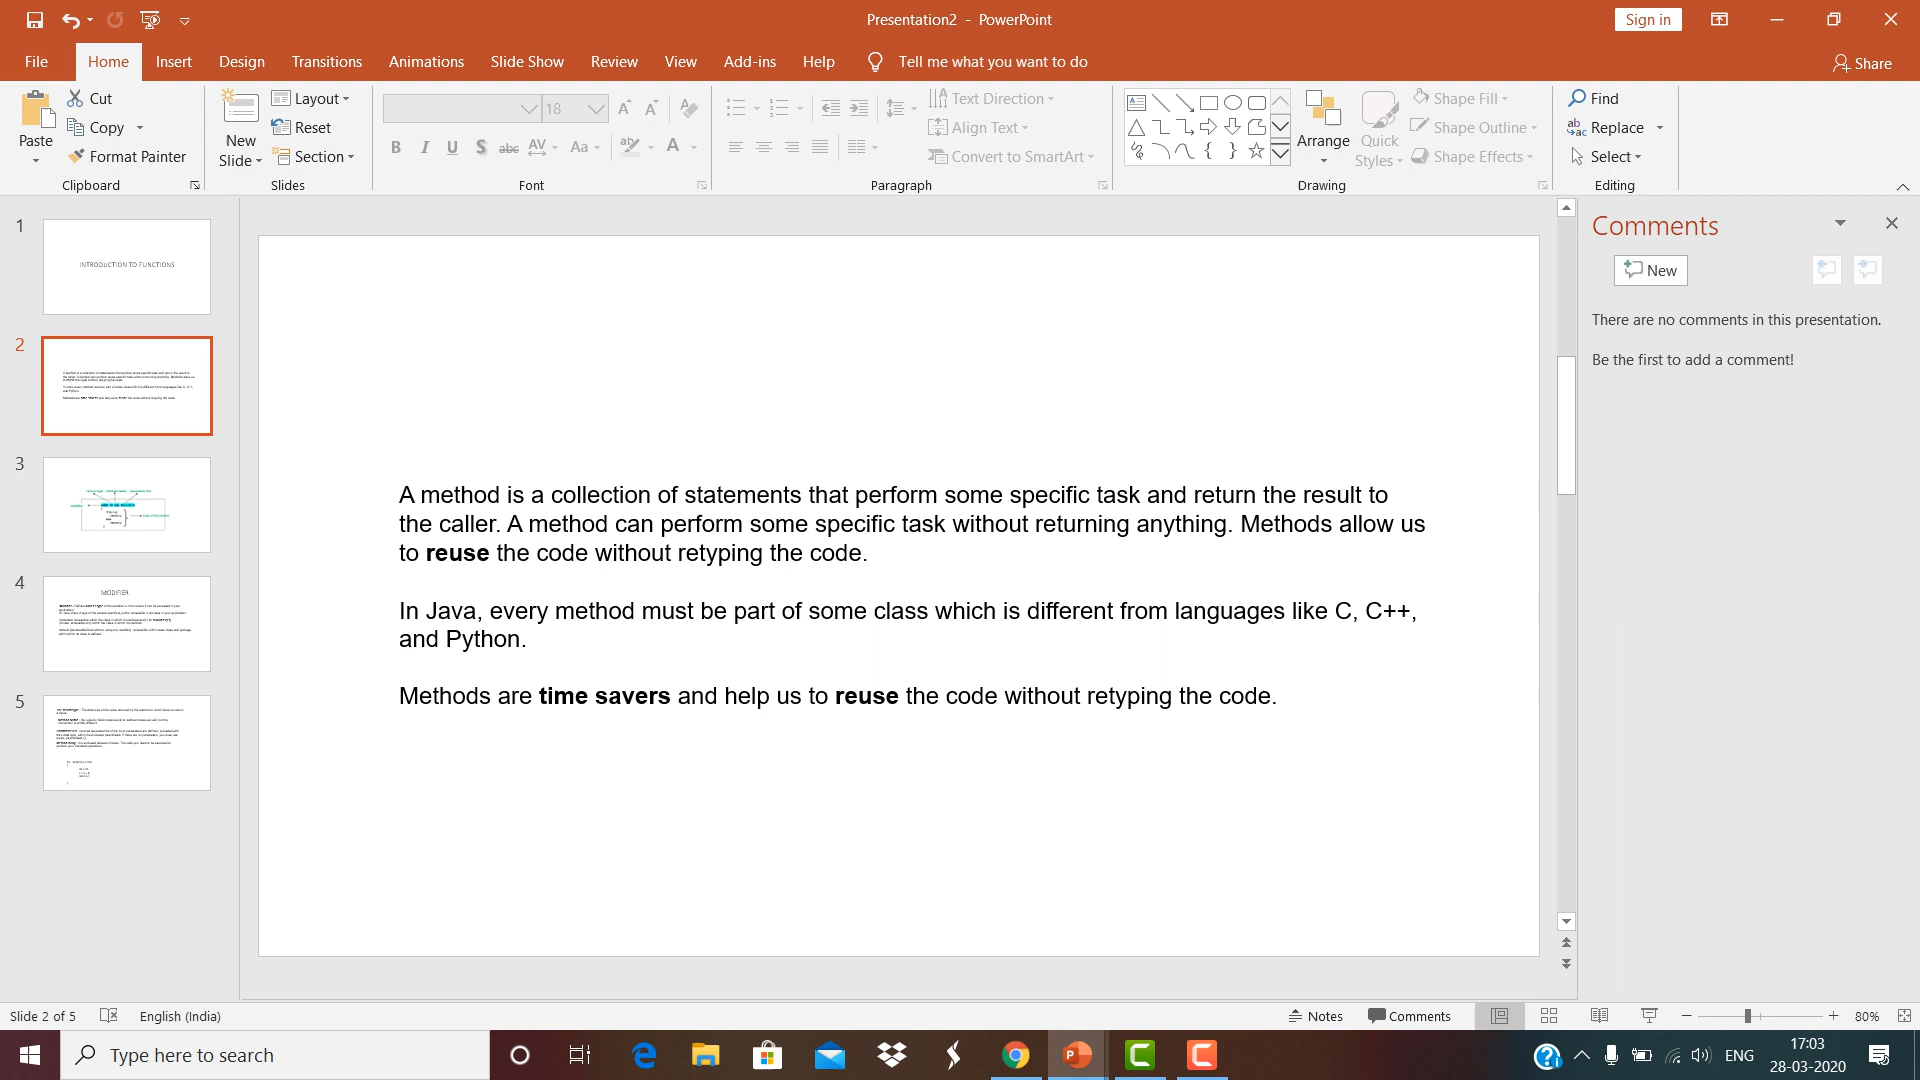 Presentation2 - PowerPoint
Sign in
File Home Insert Design Transitions Animations Slide Show Review View Add-ins Help Tell me what you want to do
Share
Paste
Cut
Copy
Format Painter
Clipboard
New Slide
Layout
Reset
Section
Slides
18
B I U S abc AV Aa A
Font
Text Direction
Align Text
Convert to SmartArt
Paragraph
Arrange
Quick Styles
Shape Fill
Shape Outline
Shape Effects
Drawing
Find
Replace
Select
Editing
1
INTRODUCTION TO FUNCTIONS
2
3
4
MODIFIER
5
A method is a collection of statements that perform some specific task and return the result to
the caller. A method can perform some specific task without returning anything. Methods allow us
to reuse the code without retyping the code.
In Java, every method must be part of some class which is different from languages like C, C++,
and Python.
Methods are time savers and help us to reuse the code without retyping the code.
Comments
New
There are no comments in this presentation.
Be the first to add a comment!
Slide 2 of 5 English (India)
Notes Comments 80%
Type here to search
ENG
17:03
28-03-2020